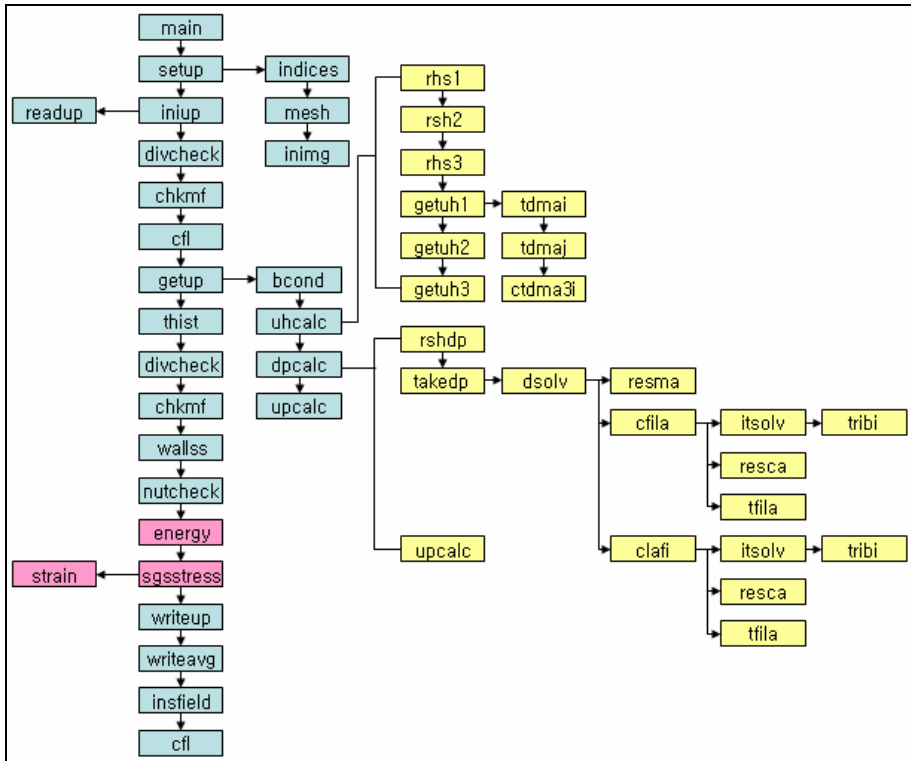 main
setup
indices
rhs1
readup
iniup
mesh
rsh2
divcheck
inimg
rhs3
chkmf
getuh1
tdmai
cfl
getuh2
tdmaj
getup
bcond
getuh3
ctdma3i
thist
uhcalc
rshdp
divcheck
dpcalc
takedp
dsolv
resma
chkmf
upcalc
cfila
itsolv
tribi
wallss
resca
nutcheck
tfila
energy
upcalc
clafi
itsolv
tribi
strain
sgsstress
resca
writeup
tfila
writeavg
insfield
cfl